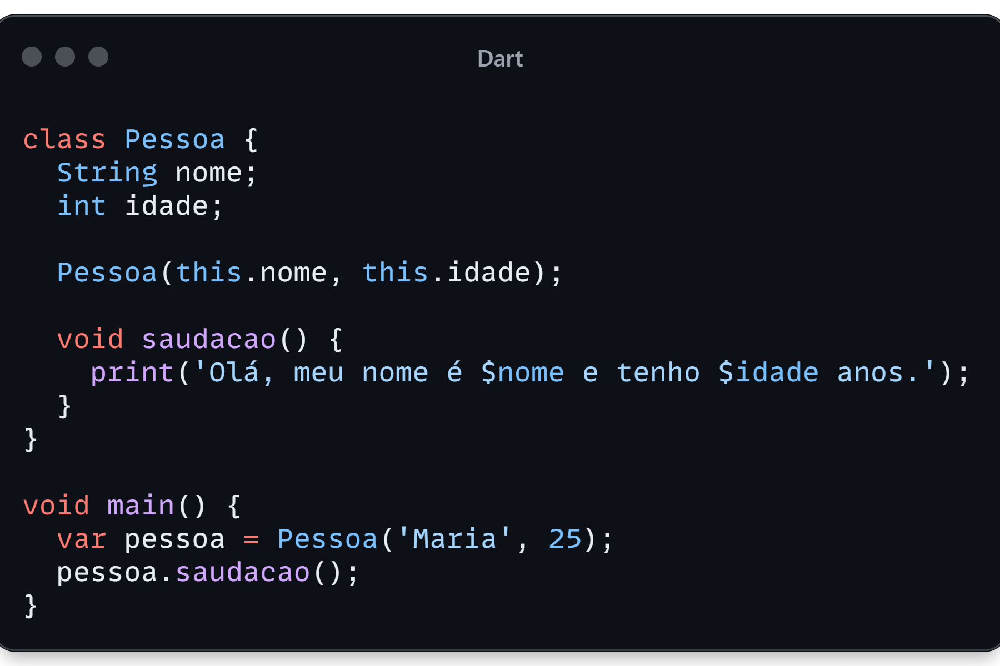 Dart
class Pessoa {
  String nome;
  int idade;

  Pessoa(this.nome, this.idade);

  void saudacao() {
    print('Olá, meu nome é $nome e tenho $idade anos.');
  }
}

void main() {
  var pessoa = Pessoa('Maria', 25);
  pessoa.saudacao();
}